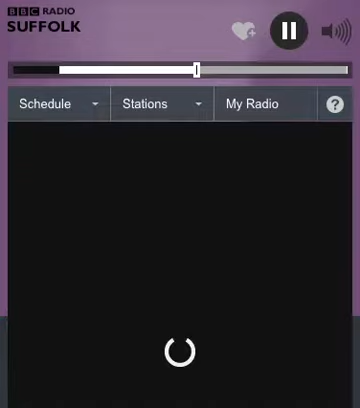 BBC RADIO
SUFFOLK
Schedule
Stations
My Radio
?